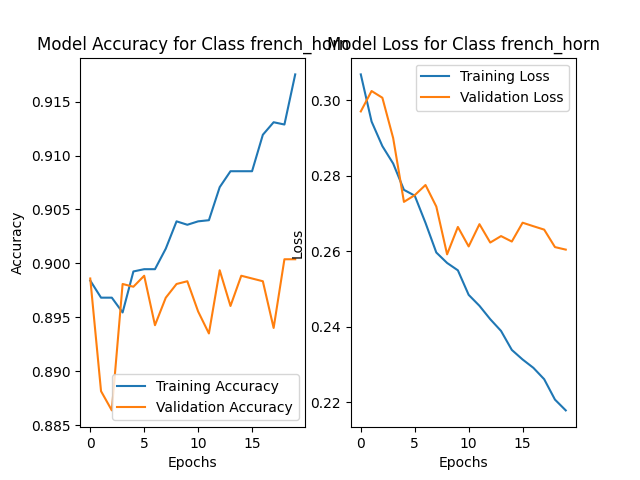 Model Accuracy for Class french_horn
0.915
0.910
0.905
0.900
0.895
0.890
0.885
Accuracy
Training Accuracy
Validation Accuracy
0
5
10
15
Epochs
Model Loss for Class french_horn
0.30
0.28
0.26
0.24
0.22
Loss
Training Loss
Validation Loss
0
5
10
15
Epochs